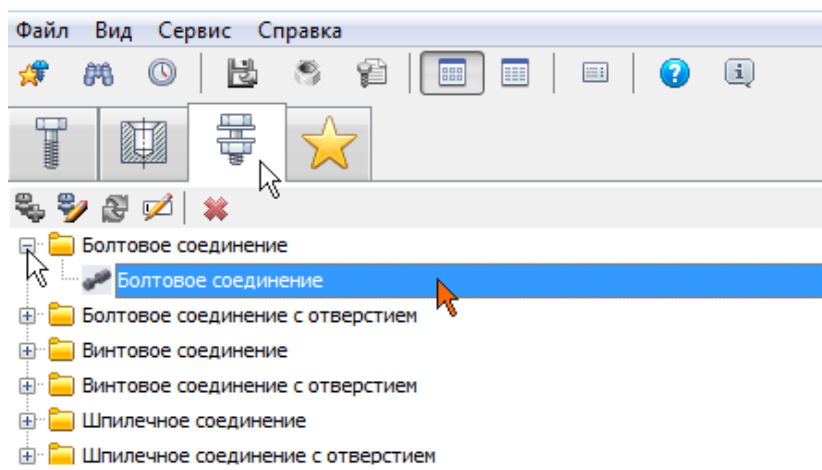 Файл Вид Сервис Справка
Болтовое соединение
Болтовое соединение
Болтовое соединение с отверстием
Винтовое соединение
Винтовое соединение с отверстием
Шпилечное соединение
Шпилечное соединение с отверстием